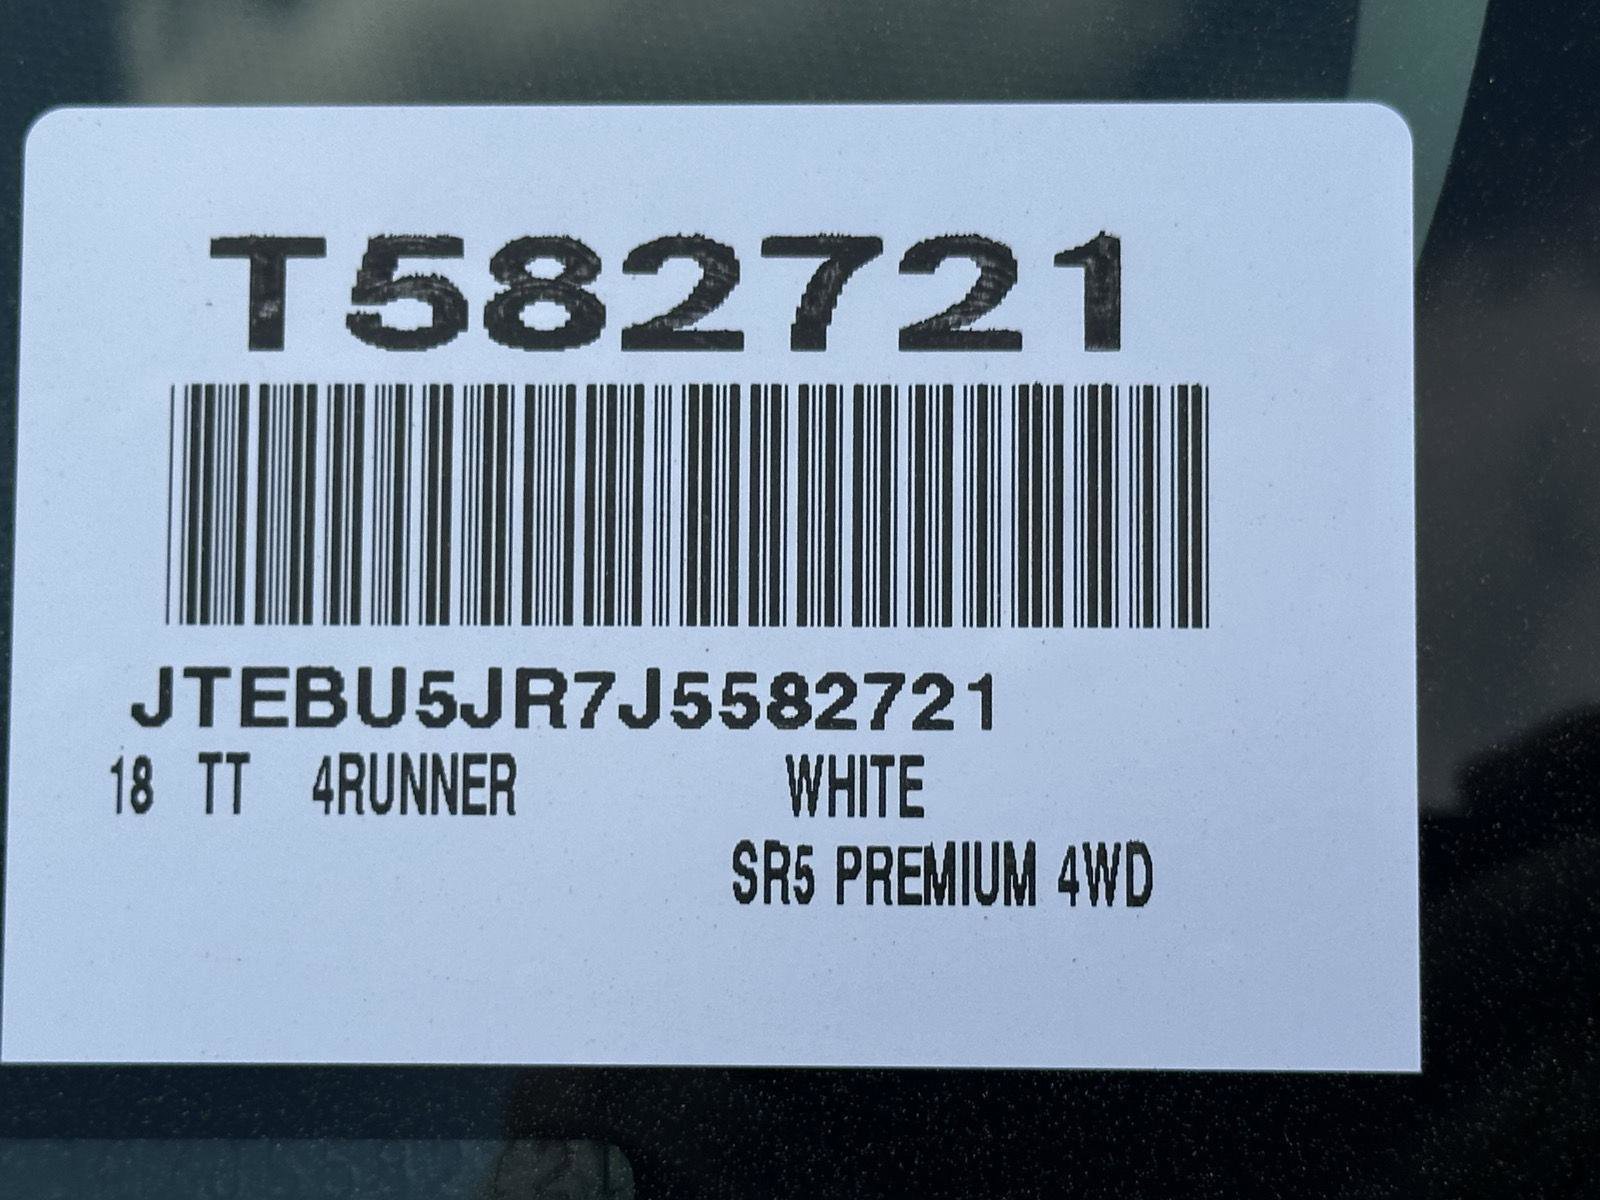 T582721
JTEBU5JR7J5582721
18 TT 4RUNNER WHITE
SR5 PREMIUM 4WD